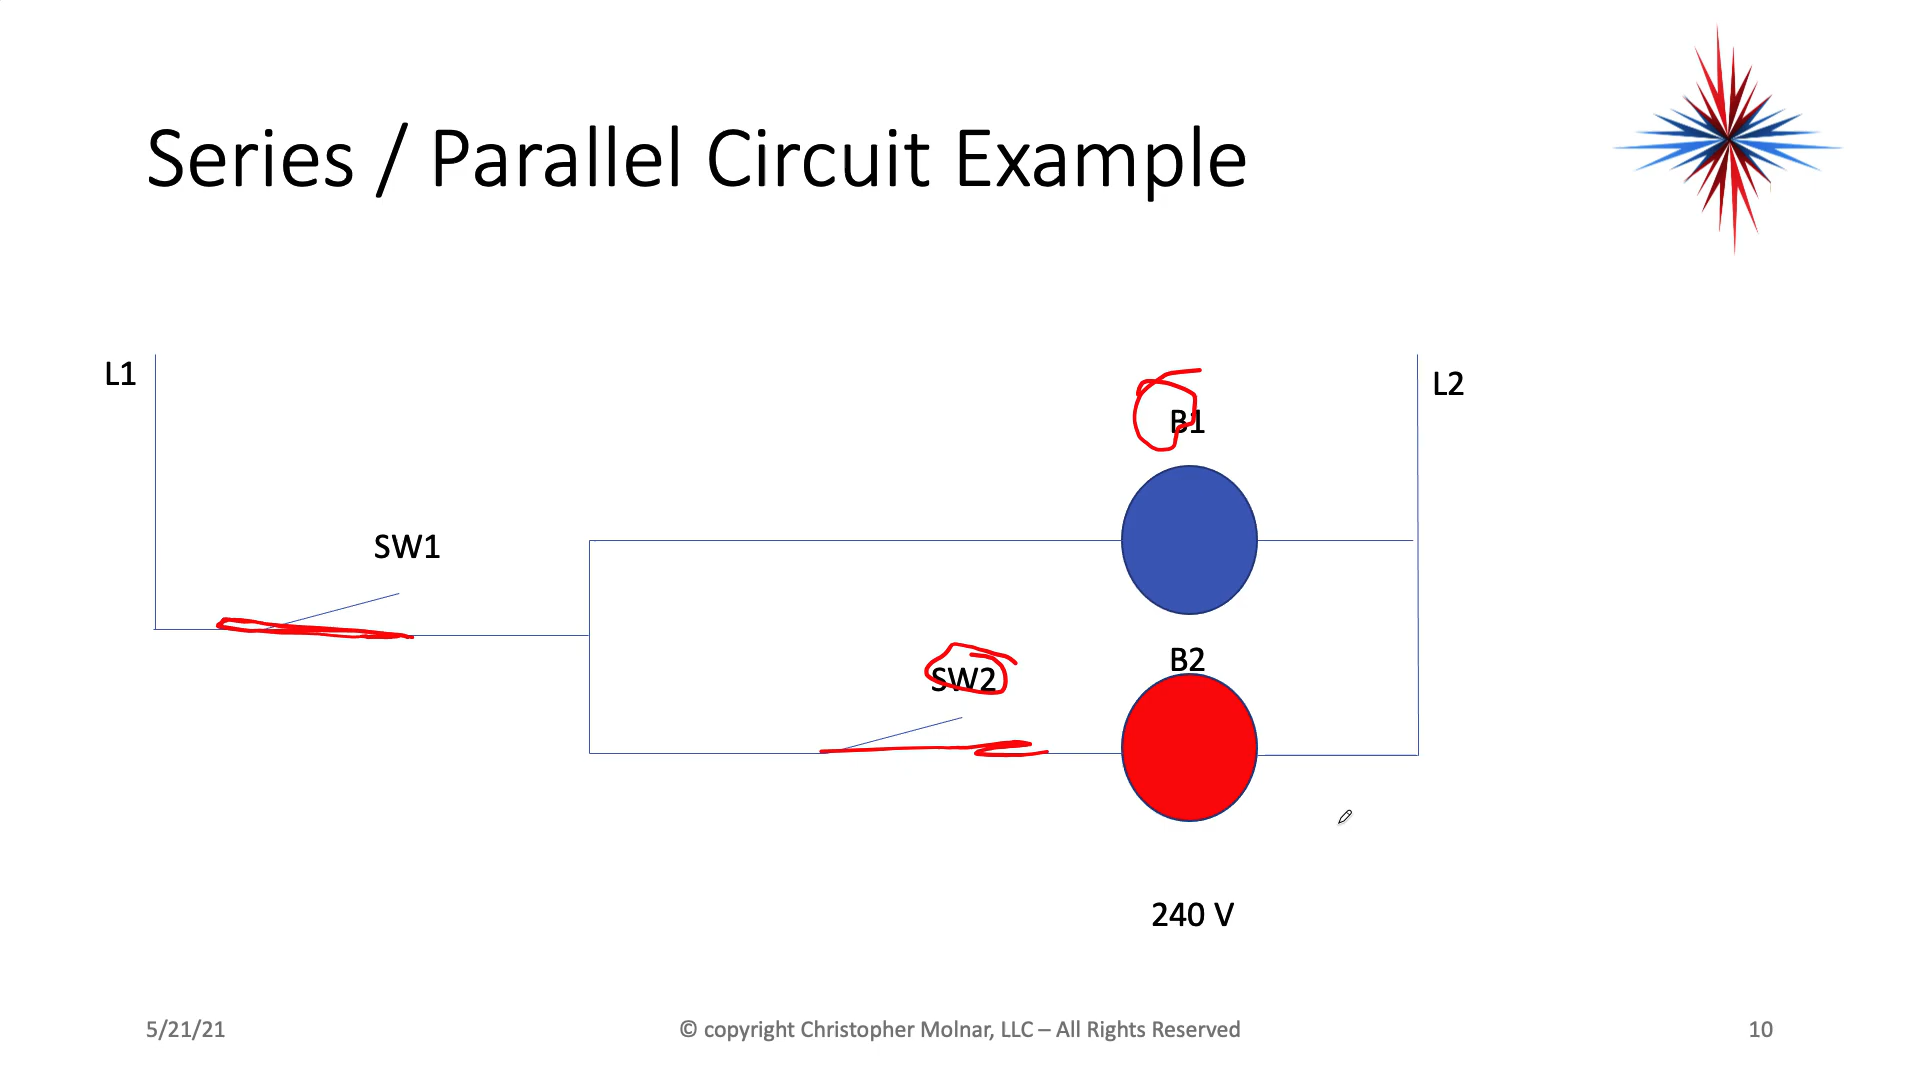 Series / Parallel Circuit Example
L1
L2
B1
SW1
B2
SW2
240 V
5/21/21
© copyright Christopher Molnar, LLC – All Rights Reserved
10